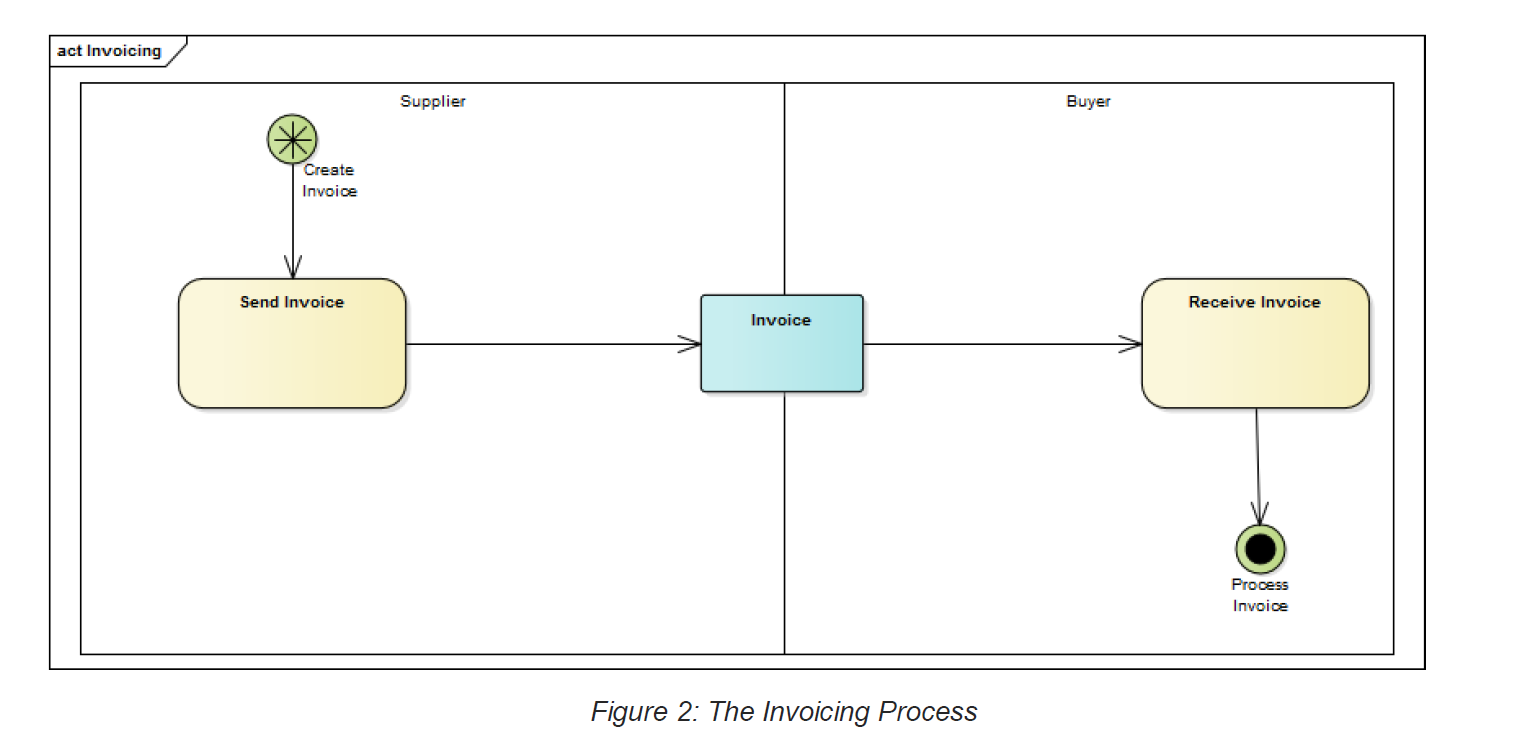 act Invoicing
Supplier
Buyer
Create
Invoice
Send Invoice
Invoice
Receive Invoice
Process
Invoice
Figure 2: The Invoicing Process